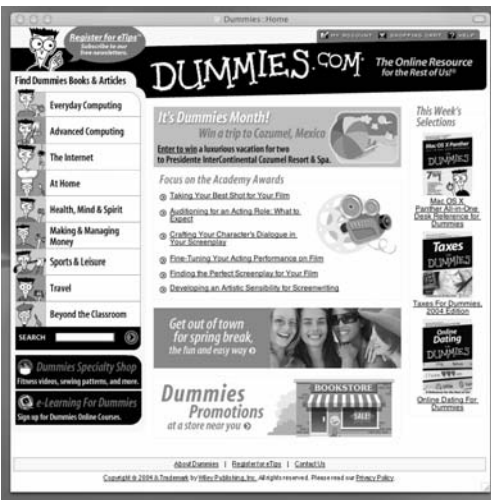 Dummies::Home
Register for eTips
Subscribe to our
free newsletters.
MY ACCOUNT SHOPPING CART ? HELP
DUMMIES.COM®
The Online Resource
for the Rest of Us!®
Find Dummies Books & Articles
Everyday Computing
Advanced Computing
The Internet
At Home
Health, Mind & Spirit
Making & Managing
Money
Sports & Leisure
Travel
Beyond the Classroom
SEARCH
Dummies Specialty Shop
Fitness videos, sewing patterns, and more.
e-Learning For Dummies
Sign up for Dummies Online Courses.
It's Dummies Month!
Win a trip to Cozumel, Mexico
Enter to win a luxurious vacation for two
to Presidente InterContinental Cozumel Resort & Spa.
Focus on the Academy Awards
Taking Your Best Shot for Your Film
Auditioning for an Acting Role: What to
Expect
Crafting Your Character's Dialogue in
Your Screenplay
Fine-Tuning Your Acting Performance on Film
Finding the Perfect Screenplay for Your Film
Developing an Artistic Sensibility for Screenwriting
Get out of town
for spring break,
the fun and easy way
Dummies
Promotions
at a store near you
BOOKSTORE
SALE!
This Week's
Selections
Mac OS X
Panther
DUMMIES
Mac OS X
Panther All-in-One
Desk Reference for
Dummies
Taxes
DUMMIES
Taxes For Dummies,
2004 Edition
Online
Dating
DUMMIES
Online Dating For
Dummies
About Dummies | Register for eTips | Contact Us
Copyright © 2004 & Trademark by Wiley Publishing, Inc. All rights reserved. Please read our Privacy Policy.